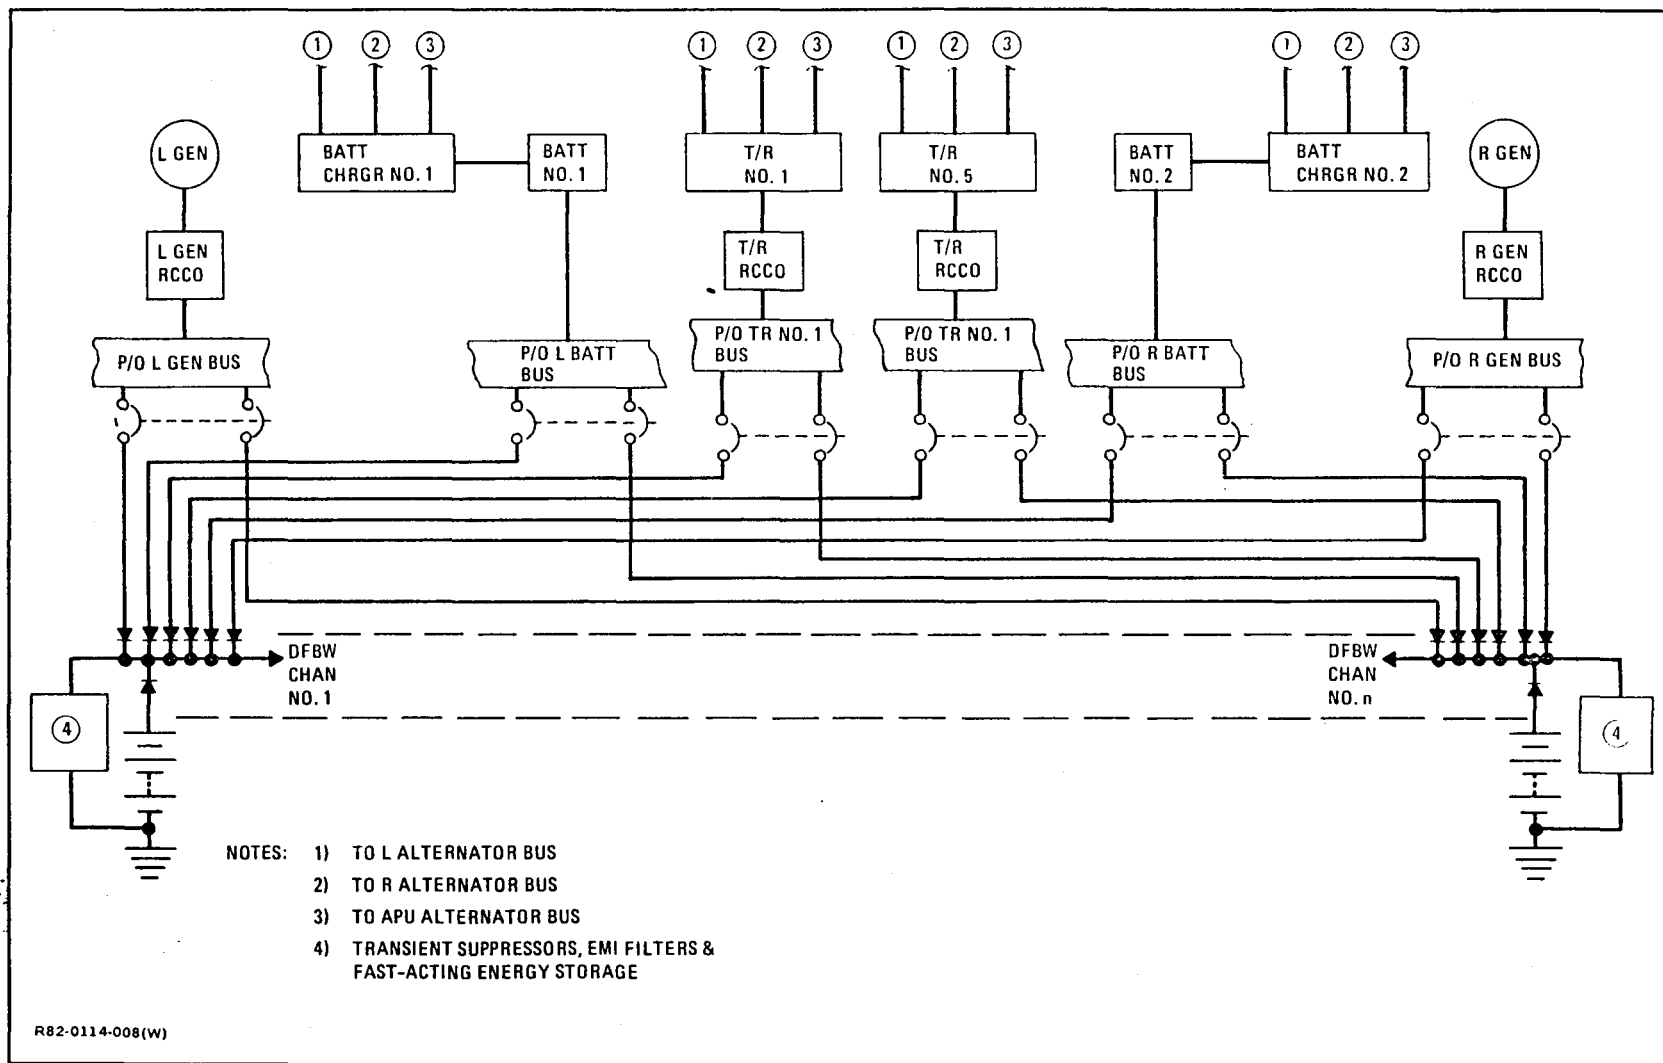 1 2 3 1 2 3 1 2 3 1 2 3
L GEN
BATT
CHRGR NO. 1
BATT
NO. 1
T/R
NO. 1
T/R
NO. 5
BATT
NO. 2
BATT
CHRGR NO. 2
R GEN
L GEN
RCCO
T/R
RCCO
T/R
RCCO
R GEN
RCCO
P/O L GEN BUS
P/O L BATT
BUS
P/O TR NO. 1
BUS
P/O TR NO. 1
BUS
P/O R BATT
BUS
P/O R GEN BUS
DFBW
CHAN
NO. 1
DFBW
CHAN
NO. n
4
4
NOTES: 1) TO L ALTERNATOR BUS
2) TO R ALTERNATOR BUS
3) TO APU ALTERNATOR BUS
4) TRANSIENT SUPPRESSORS, EMI FILTERS &
FAST-ACTING ENERGY STORAGE
R82-0114-008(W)